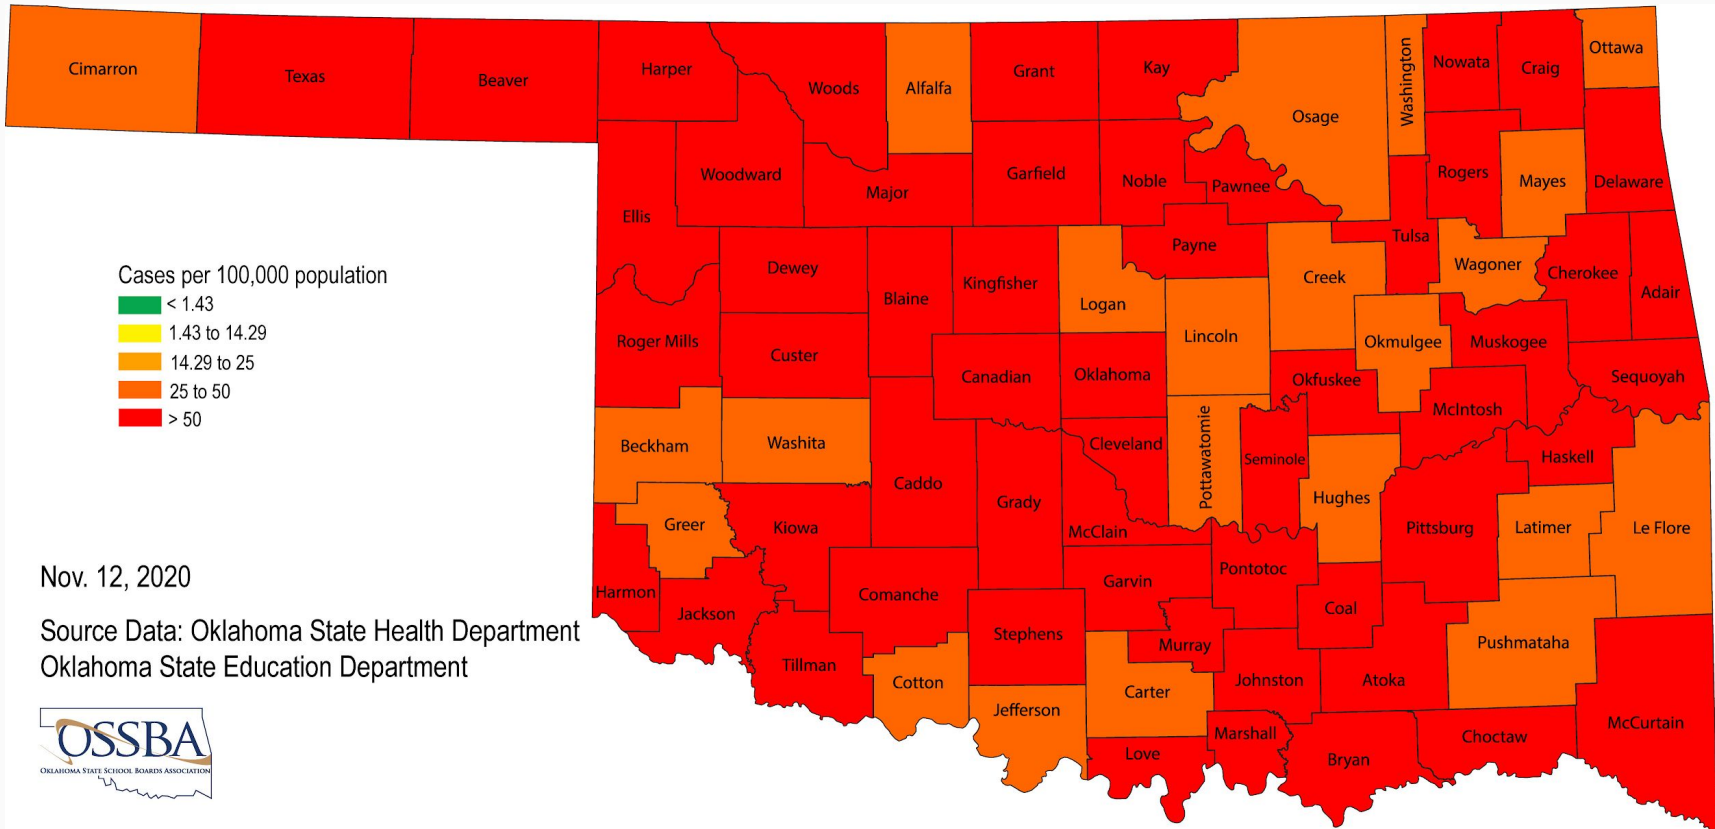 Cimarron
Texas
Beaver
Harper
Woods
Alfalfa
Grant
Kay
Osage
Washington
Nowata
Craig
Ottawa
Ellis
Woodward
Major
Garfield
Noble
Pawnee
Rogers
Mayes
Delaware
Dewey
Blaine
Kingfisher
Logan
Payne
Creek
Tulsa
Wagoner
Cherokee
Adair
Cases per 100,000 population
< 1.43
1.43 to 14.29
14.29 to 25
25 to 50
> 50
Roger Mills
Custer
Canadian
Oklahoma
Lincoln
Okfuskee
Okmulgee
Muskogee
McIntosh
Sequoyah
Beckham
Washita
Caddo
Grady
Cleveland
McClain
Pottawatomie
Seminole
Hughes
Pittsburg
Haskell
Latimer
Le Flore
Greer
Kiowa
Harmon
Jackson
Comanche
Stephens
Garvin
Pontotoc
Coal
Murray
Tillman
Cotton
Jefferson
Carter
Johnston
Atoka
Pushmataha
Love
Marshall
Bryan
Choctaw
McCurtain
Nov. 12, 2020
Source Data: Oklahoma State Health Department
Oklahoma State Education Department
OSSBA
OKLAHOMA STATE SCHOOL BOARDS ASSOCIATION